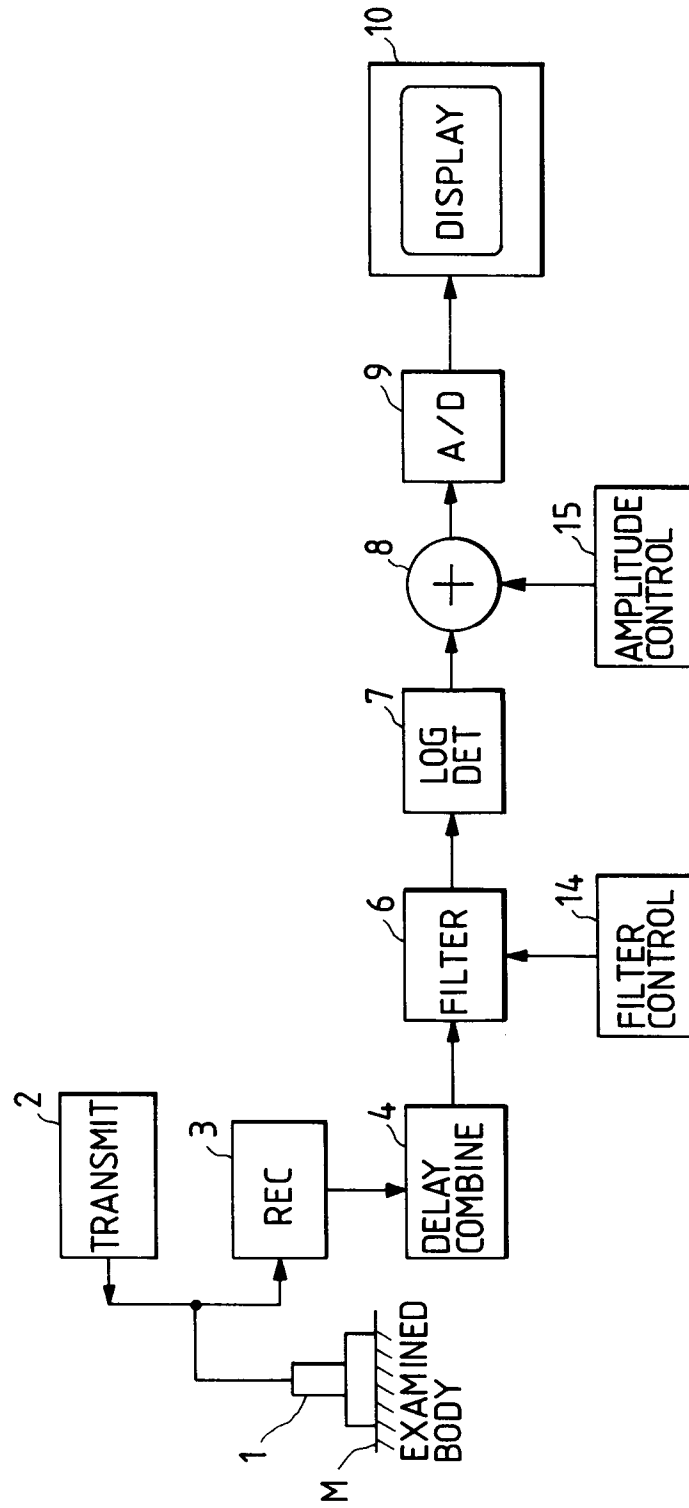 2
TRANSMIT
3
REC
1
M
EXAMINED
BODY
4
DELAY
COMBINE
6
FILTER
14
FILTER
CONTROL
7
LOG
DET
8
+
15
AMPLITUDE
CONTROL
9
A/D
10
DISPLAY